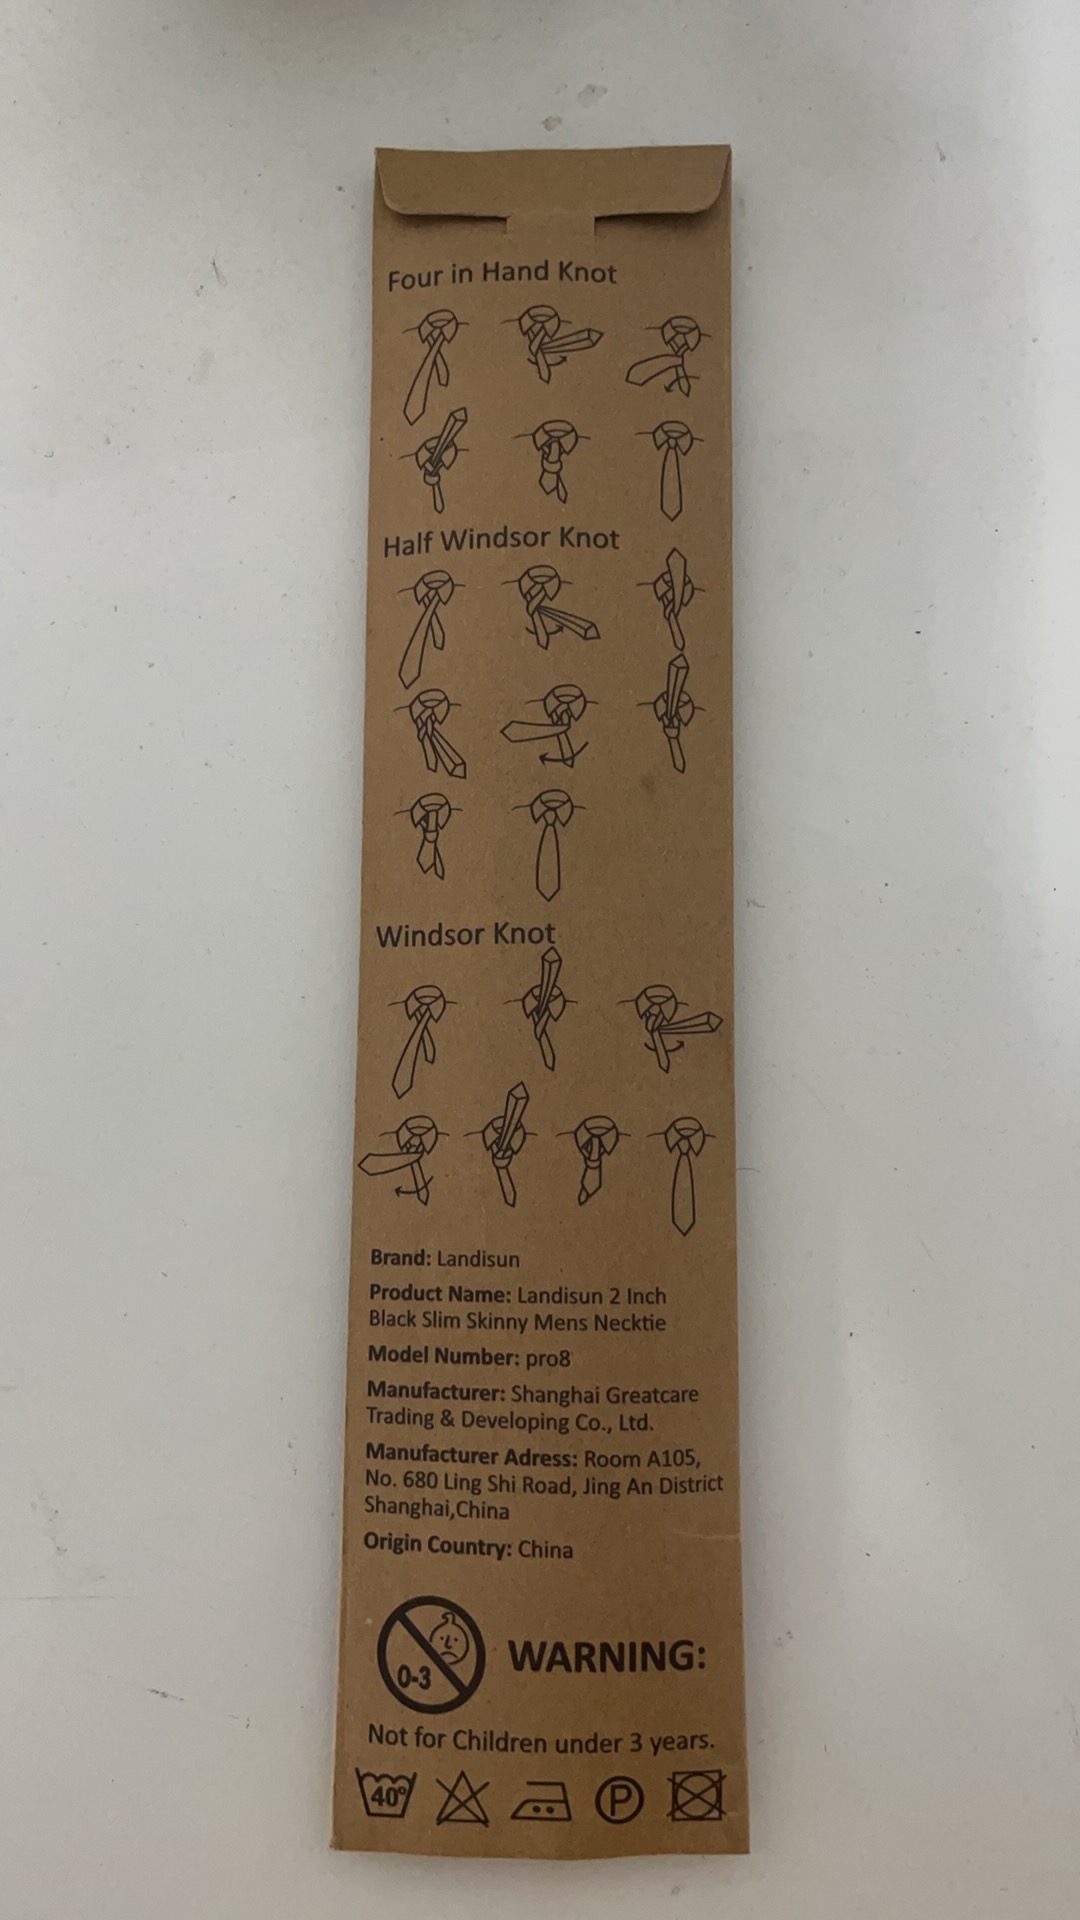 Four in Hand Knot
Half Windsor Knot
Windsor Knot
Brand: Landisun
Product Name: Landisun 2 Inch
Black Slim Skinny Mens Necktie
Model Number: pro8
Manufacturer: Shanghai Greatcare
Trading & Developing Co., Ltd.
Manufacturer Adress: Room A105,
No. 680 Ling Shi Road, Jing An District
Shanghai,China
Origin Country: China
0-3
WARNING:
Not for Children under 3 years.
40° P